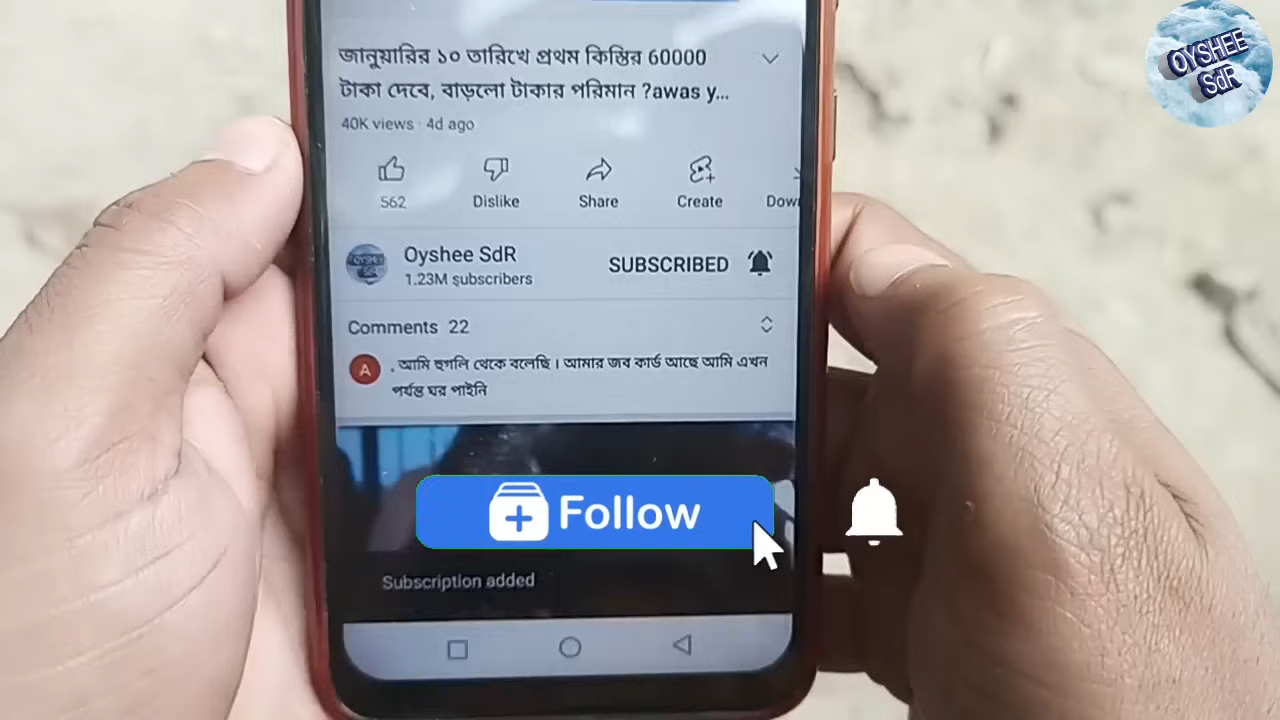 OYSHEE
SdR
জানুয়ারির ১০ তারিখে প্রথম কিস্তির 60000
টাকা দেবে, বাড়লো টাকার পরিমান ?awas y...
40K views · 4d ago
562
Dislike
Share
Create
Down
Oyshee SdR
1.23M subscribers
SUBSCRIBED
Comments 22
A
. আমি হুগলি থেকে বলেছি । আমার জব কার্ড আছে আমি এখন
পর্যন্ত ঘর পাইনি
Follow
Subscription added